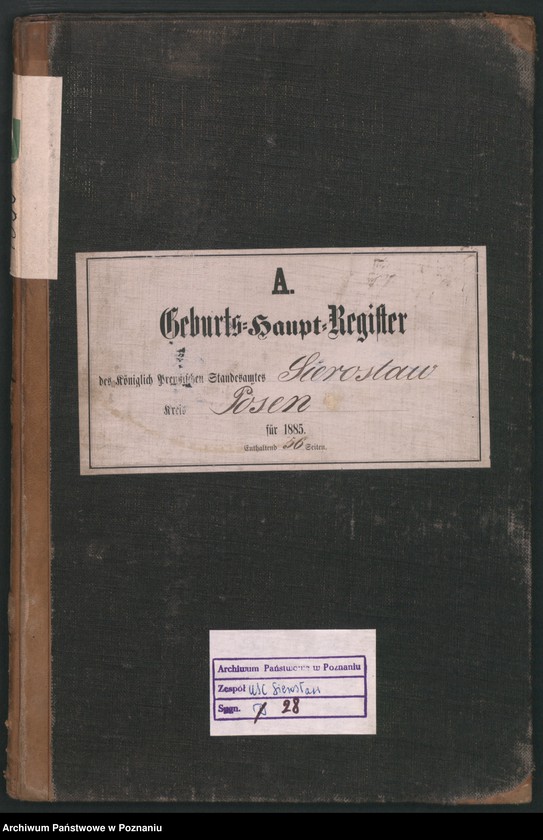 A.
Geburts-Haupt-Register
des Königlich Preußischen Standesamtes Sieroslaw
Kreis Posen
für 1885.
Enthaltend 56 Seiten.
Archiwum Państwowe w Poznaniu
Zespół USC Sierosław
Sygn. 28
Archiwum Państwowe w Poznaniu